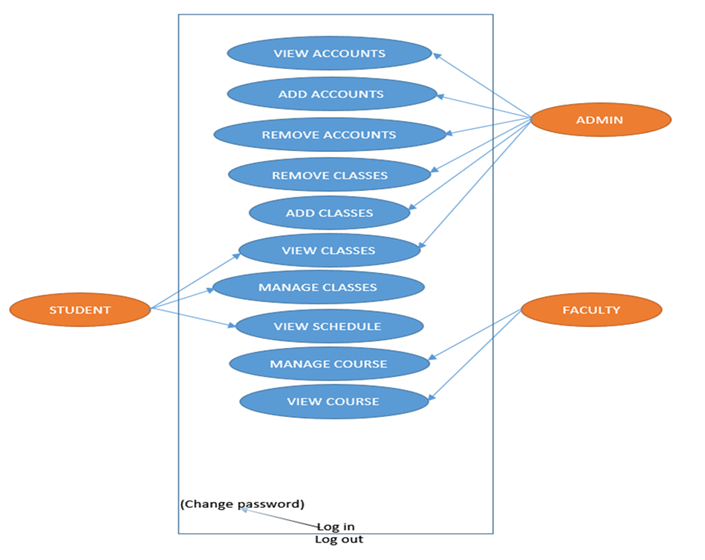 VIEW ACCOUNTS
ADD ACCOUNTS
ADMIN
REMOVE ACCOUNTS
REMOVE CLASSES
ADD CLASSES
VIEW CLASSES
MANAGE CLASSES
STUDENT
VIEW SCHEDULE
FACULTY
MANAGE COURSE
VIEW COURSE
(Change password)
Log in
Log out